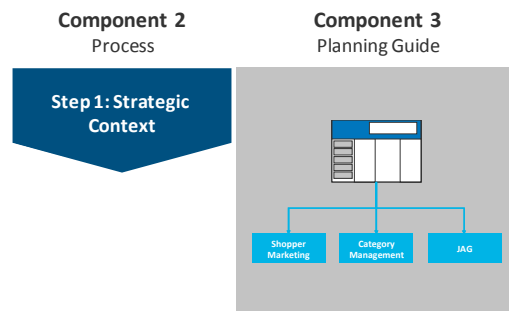 Component 2
Process
Component 3
Planning Guide
Step 1: Strategic
Context
Shopper
Marketing
Category
Management
JAG